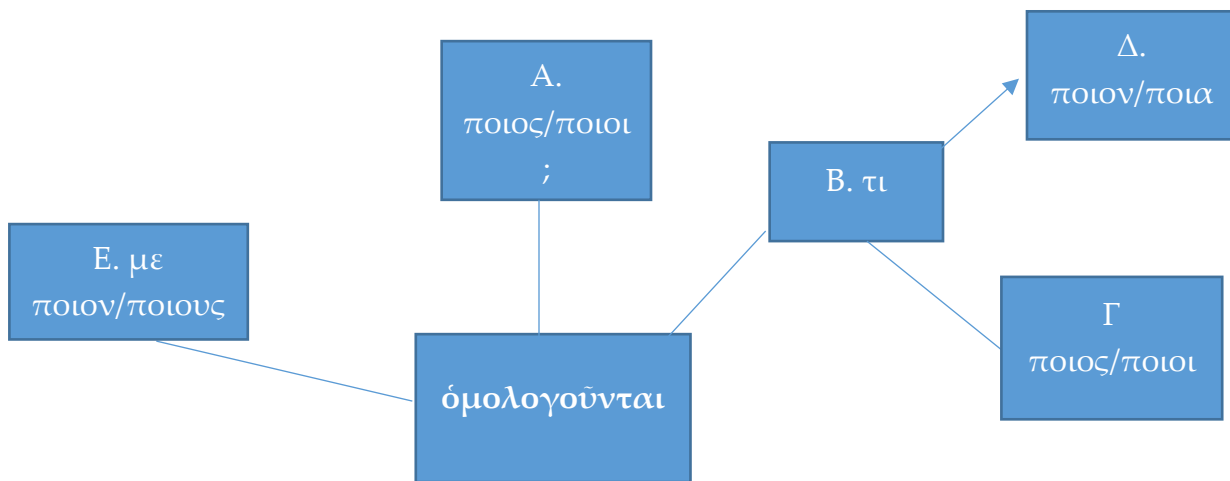 Α.
ποιος/ποιοι
;
Δ.
ποιον/ποια
Β. τι
Ε. με
ποιον/ποιους
Γ
ποιος/ποιοι
ὁμολογοῦνται